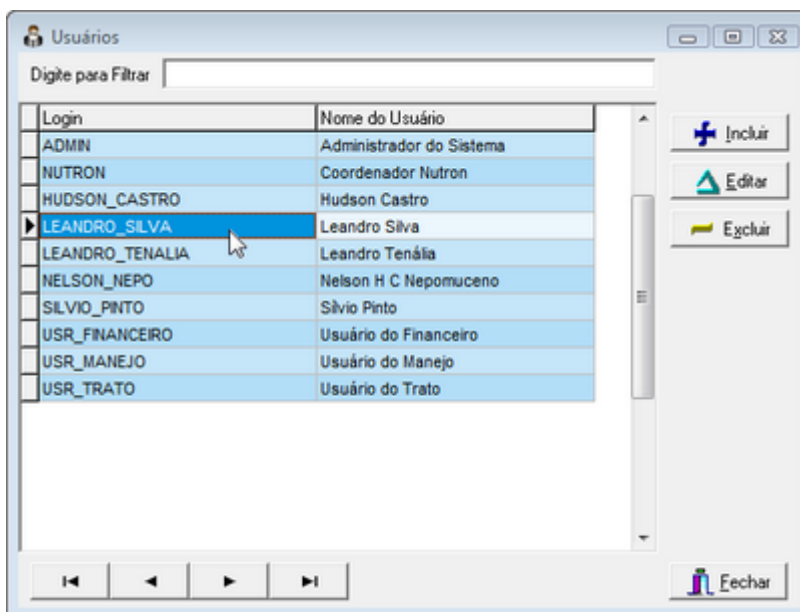 Usuários
Digite para Filtrar
Login Nome do Usuário
ADMIN Administrador do Sistema
NUTRON Coordenador Nutron
HUDSON_CASTRO Hudson Castro
LEANDRO_SILVA Leandro Silva
LEANDRO_TENALIA Leandro Tenália
NELSON_NEPO Nelson H C Nepomuceno
SILVIO_PINTO Sílvio Pinto
USR_FINANCEIRO Usuário do Financeiro
USR_MANEJO Usuário do Manejo
USR_TRATO Usuário do Trato
Incluir
Editar
Excluir
Fechar